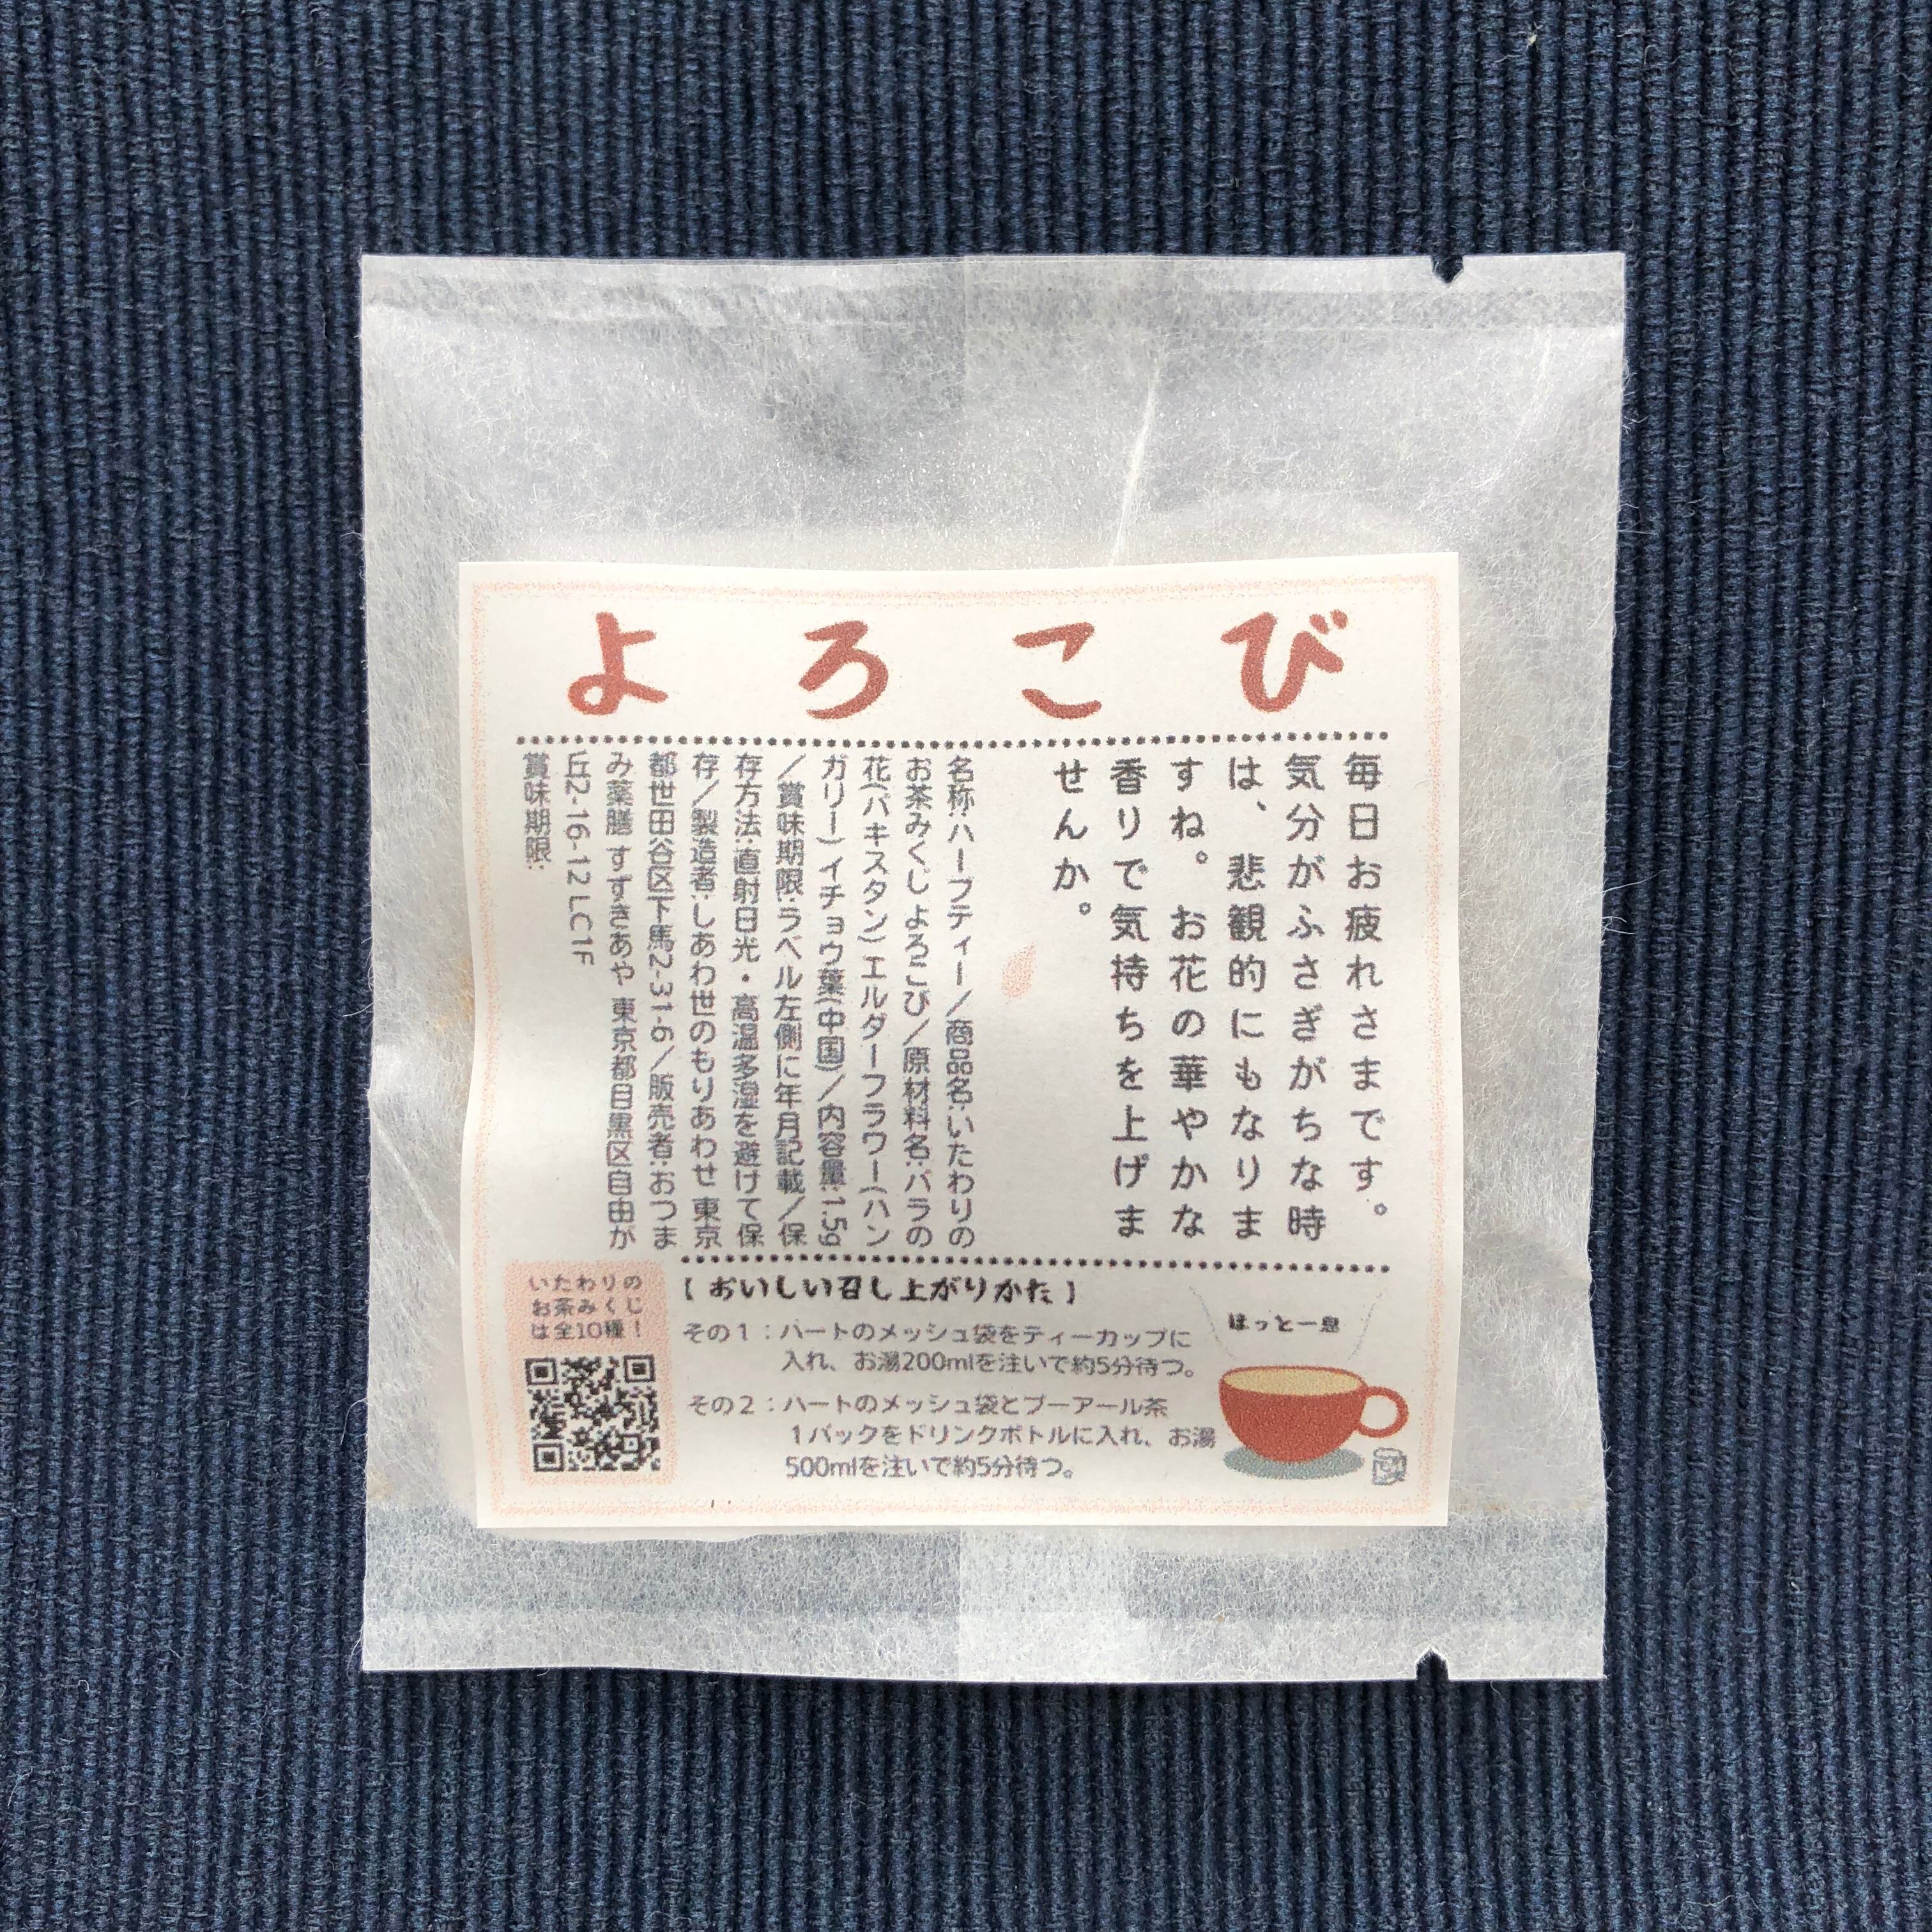 よろこび
毎日お疲れさまです。
気分がふさぎがちな時
は、悲観的にもなりま
すね。お花の華やかな
香りで気持ちを上げま
せんか。
名称:ハーブティー/商品名:いたわりの
お茶みくじ よろこび/原材料名:バラの
花(パキスタン)エルダーフラワー(ハン
ガリー)イチョウ葉(中国)/内容量:1.5g
/賞味期限:ラベル左側に年月記載/保
存方法:直射日光・高温多湿を避けて保
存/製造者:しあわ世のもりあわせ 東京
都世田谷区下馬2-31-6/販売者:おつま
み薬膳 すずきあや 東京都目黒区自由が
丘2-16-12 LC1F
賞味期限:
いたわりの
お茶みくじ
は全10種!
【おいしい召し上がりかた】
その1:ハートのメッシュ袋をティーカップに
入れ、お湯200mlを注いで約5分待つ。
その2:ハートのメッシュ袋とプーアール茶
1パックをドリンクボトルに入れ、お湯
500mlを注いで約5分待つ。
ほっと一息